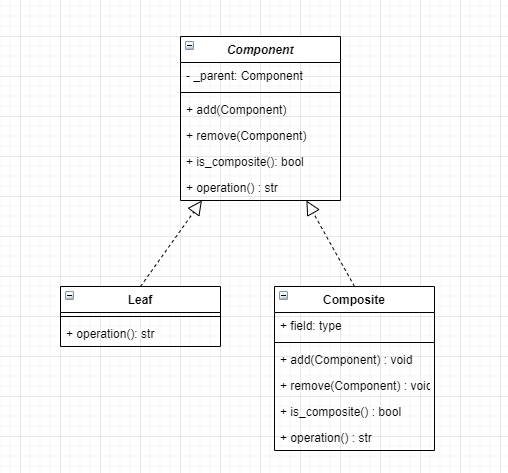 Component
- _parent: Component
+ add(Component)
+ remove(Component)
+ is_composite(): bool
+ operation() : str
Leaf
+ operation(): str
Composite
+ field: type
+ add(Component) : void
+ remove(Component) : voic
+ is_composite() : bool
+ operation() : str